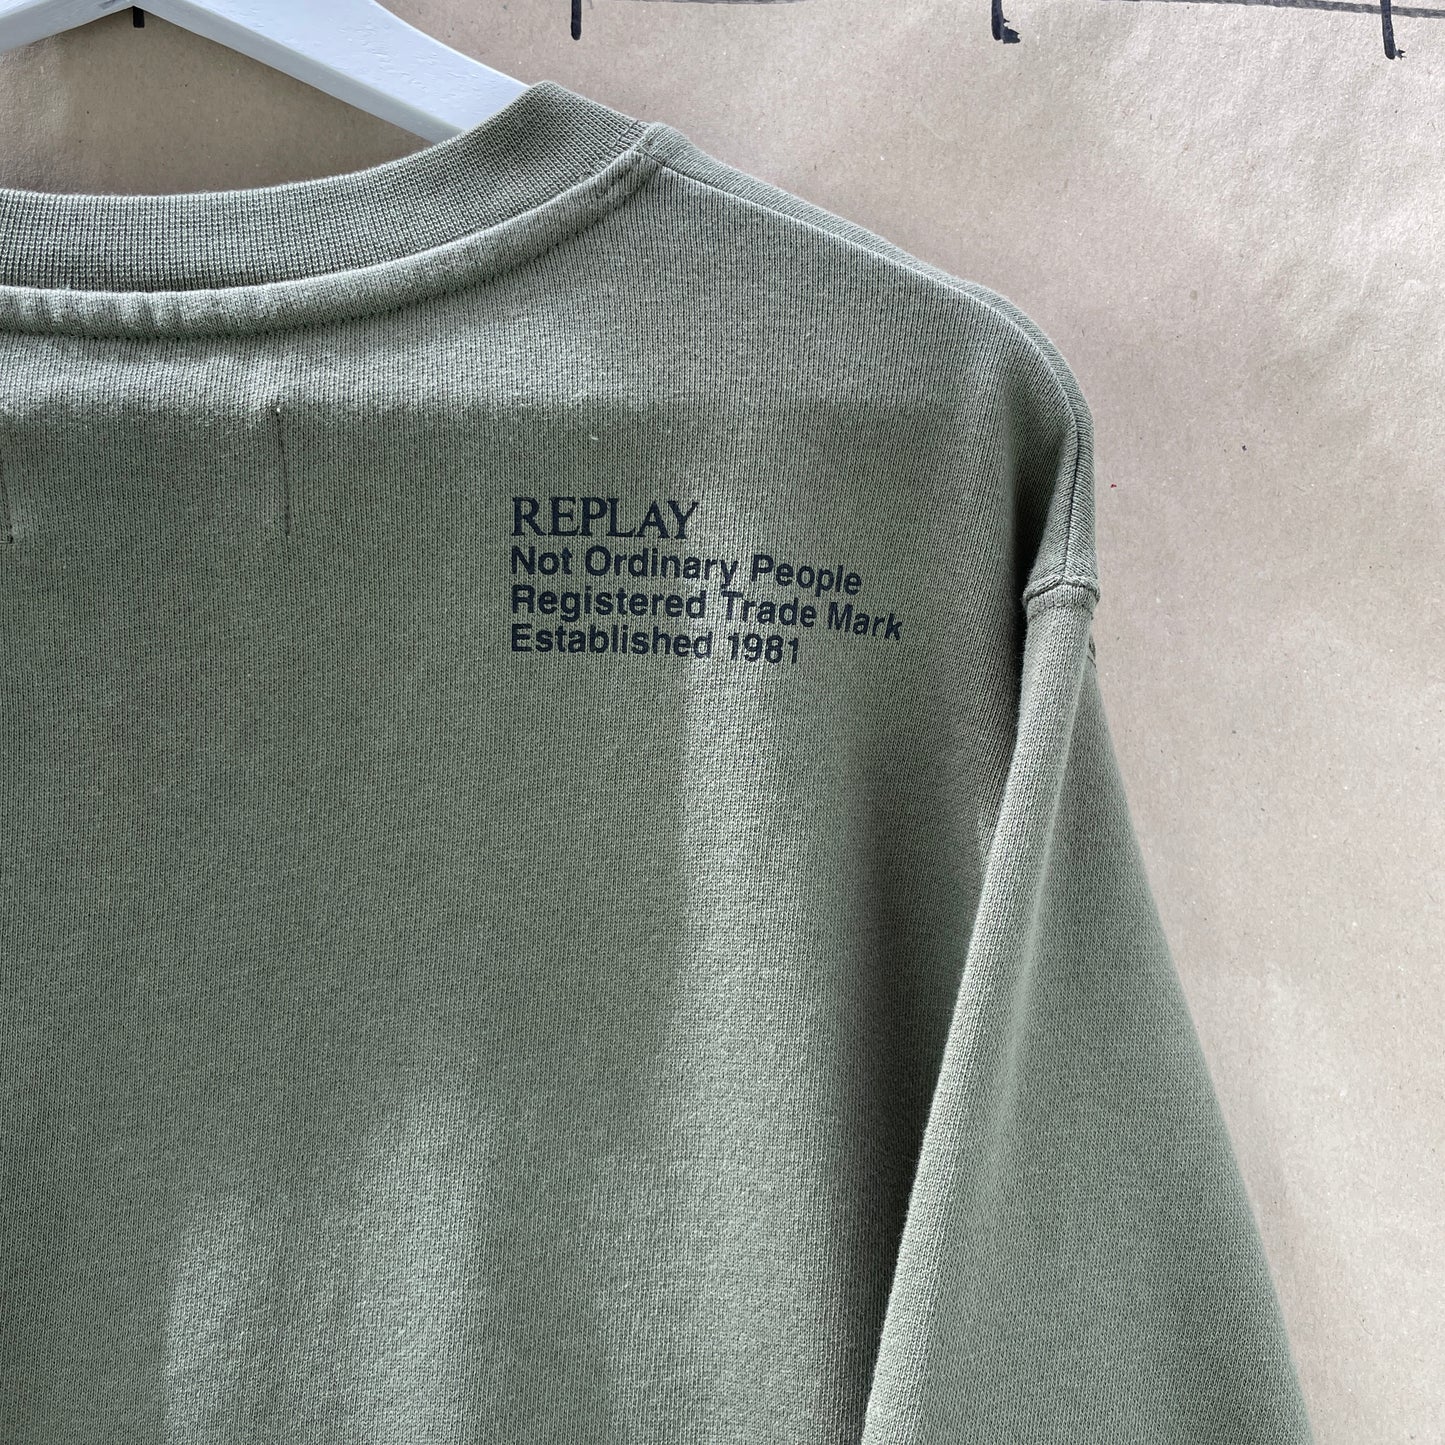 REPLAY
Not Ordinary People
Registered Trade Mark
Established 1981